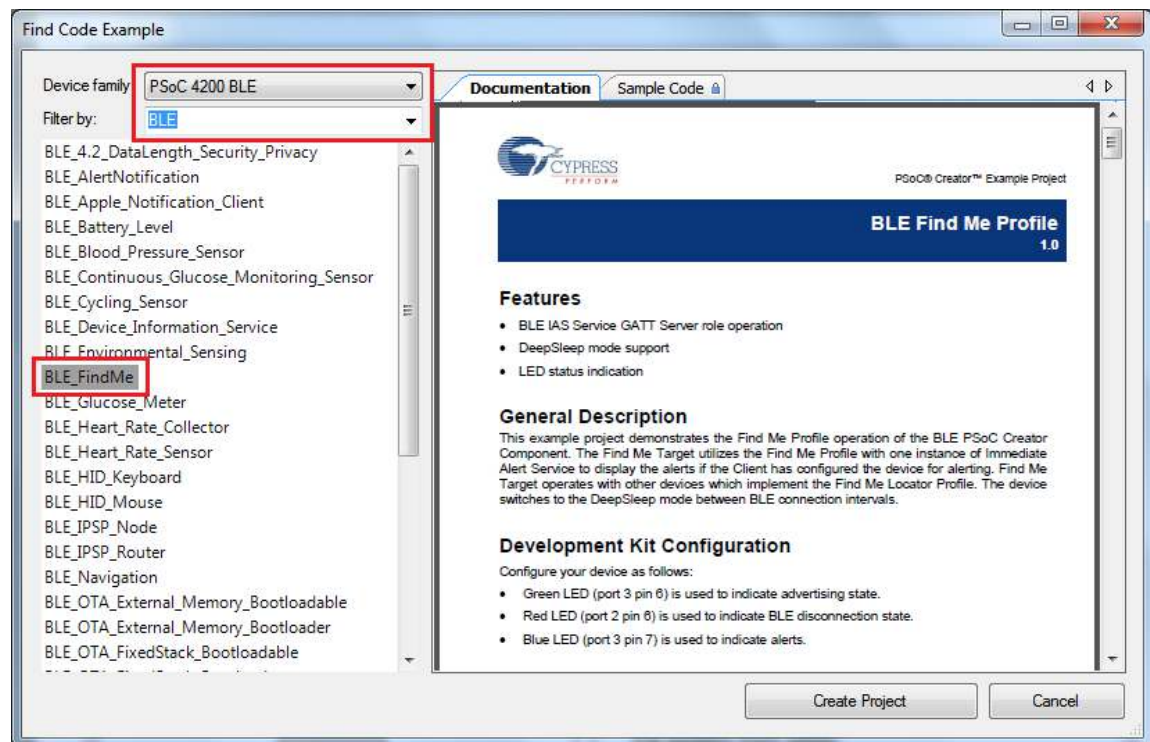 Find Code Example
Device family
PSoC 4200 BLE
Filter by:
BLE
BLE_4.2_DataLength_Security_Privacy
BLE_AlertNotification
BLE_Apple_Notification_Client
BLE_Battery_Level
BLE_Blood_Pressure_Sensor
BLE_Continuous_Glucose_Monitoring_Sensor
BLE_Cycling_Sensor
BLE_Device_Information_Service
BLE_Environmental_Sensing
BLE_FindMe
BLE_Glucose_Meter
BLE_Heart_Rate_Collector
BLE_Heart_Rate_Sensor
BLE_HID_Keyboard
BLE_HID_Mouse
BLE_IPSP_Node
BLE_IPSP_Router
BLE_Navigation
BLE_OTA_External_Memory_Bootloadable
BLE_OTA_External_Memory_Bootloader
BLE_OTA_FixedStack_Bootloadable
Documentation
Sample Code
CYPRESS
PERFORM
PSoC® Creator™ Example Project
BLE Find Me Profile
1.0
Features
• BLE IAS Service GATT Server role operation
• DeepSleep mode support
• LED status indication
General Description
This example project demonstrates the Find Me Profile operation of the BLE PSoC Creator
Component. The Find Me Target utilizes the Find Me Profile with one instance of Immediate
Alert Service to display the alerts if the Client has configured the device for alerting. Find Me
Target operates with other devices which implement the Find Me Locator Profile. The device
switches to the DeepSleep mode between BLE connection intervals.
Development Kit Configuration
Configure your device as follows:
• Green LED (port 3 pin 6) is used to indicate advertising state.
• Red LED (port 2 pin 6) is used to indicate BLE disconnection state.
• Blue LED (port 3 pin 7) is used to indicate alerts.
Create Project
Cancel